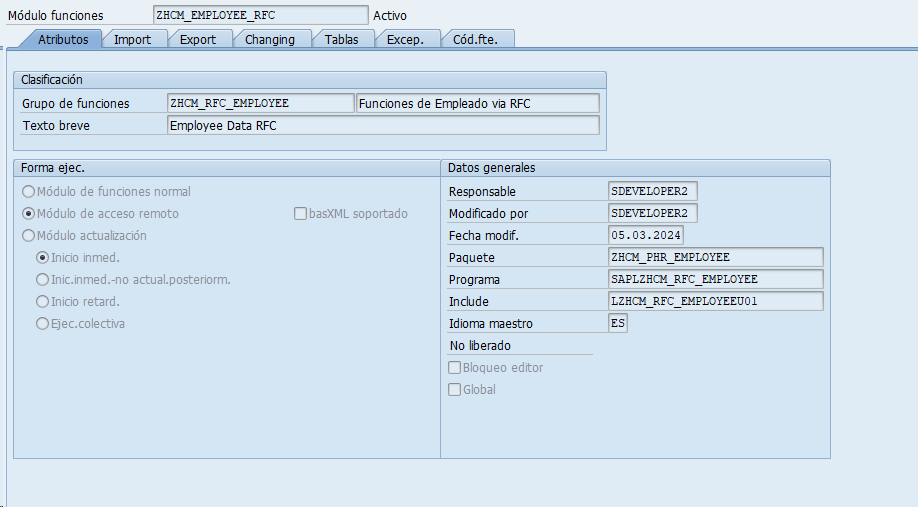 Módulo funciones ZHCM_EMPLOYEE_RFC Activo
Atributos Import Export Changing Tablas Excep. Cód.fte.
Clasificación
Grupo de funciones ZHCM_RFC_EMPLOYEE Funciones de Empleado via RFC
Texto breve Employee Data RFC
Forma ejec.
Módulo de funciones normal
Módulo de acceso remoto basXML soportado
Módulo actualización
Inicio inmed.
Inic.inmed.-no actual.posteriorm.
Inicio retard.
Ejec.colectiva
Datos generales
Responsable SDEVELOPER2
Modificado por SDEVELOPER2
Fecha modif. 05.03.2024
Paquete ZHCM_PHR_EMPLOYEE
Programa SAPLZHCM_RFC_EMPLOYEE
Include LZHCM_RFC_EMPLOYEEU01
Idioma maestro ES
No liberado
Bloqueo editor
Global